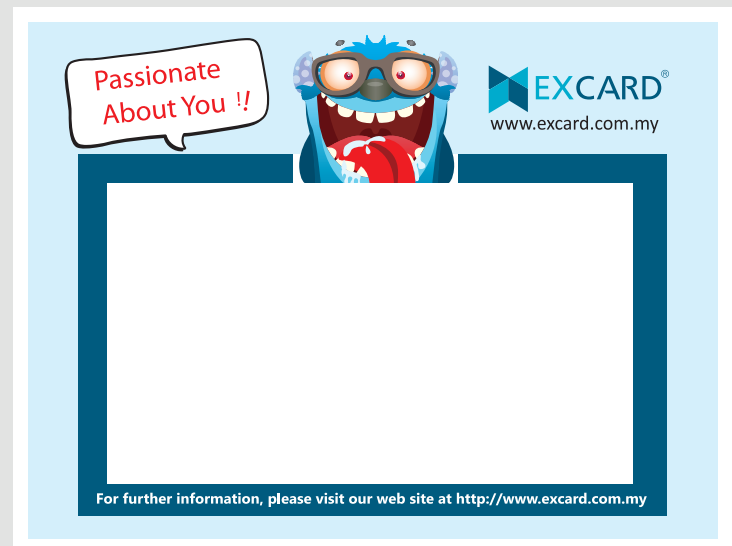 Passionate
About You !!
EXCARD®
www.excard.com.my
For further information, please visit our web site at http://www.excard.com.my